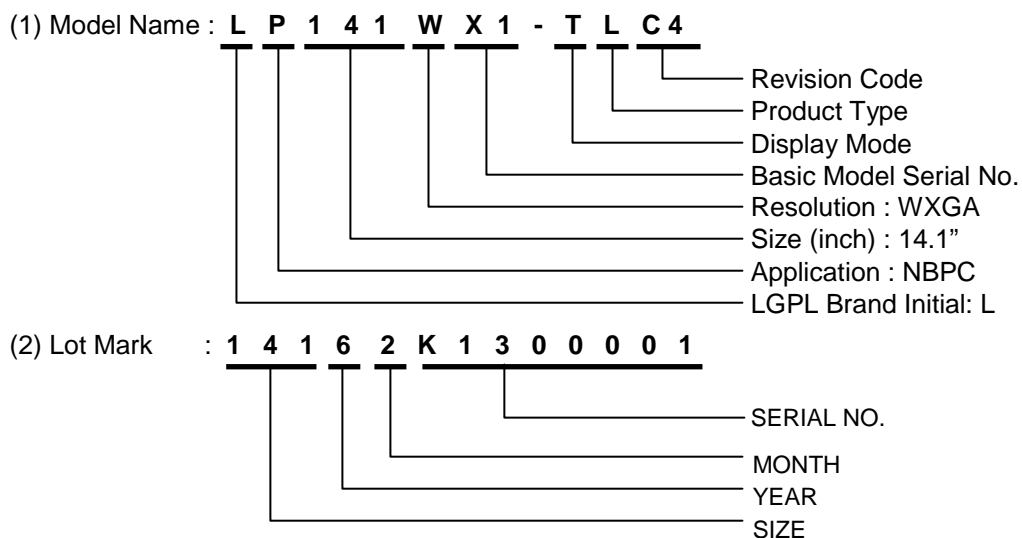 (1) Model Name : L P 1 4 1 W X 1 - T L C 4
Revision Code
Product Type
Display Mode
Basic Model Serial No.
Resolution : WXGA
Size (inch) : 14.1”
Application : NBPC
LGPL Brand Initial: L
(2) Lot Mark : 1 4 1 6 2 K 1 3 0 0 0 0 1
SERIAL NO.
MONTH
YEAR
SIZE